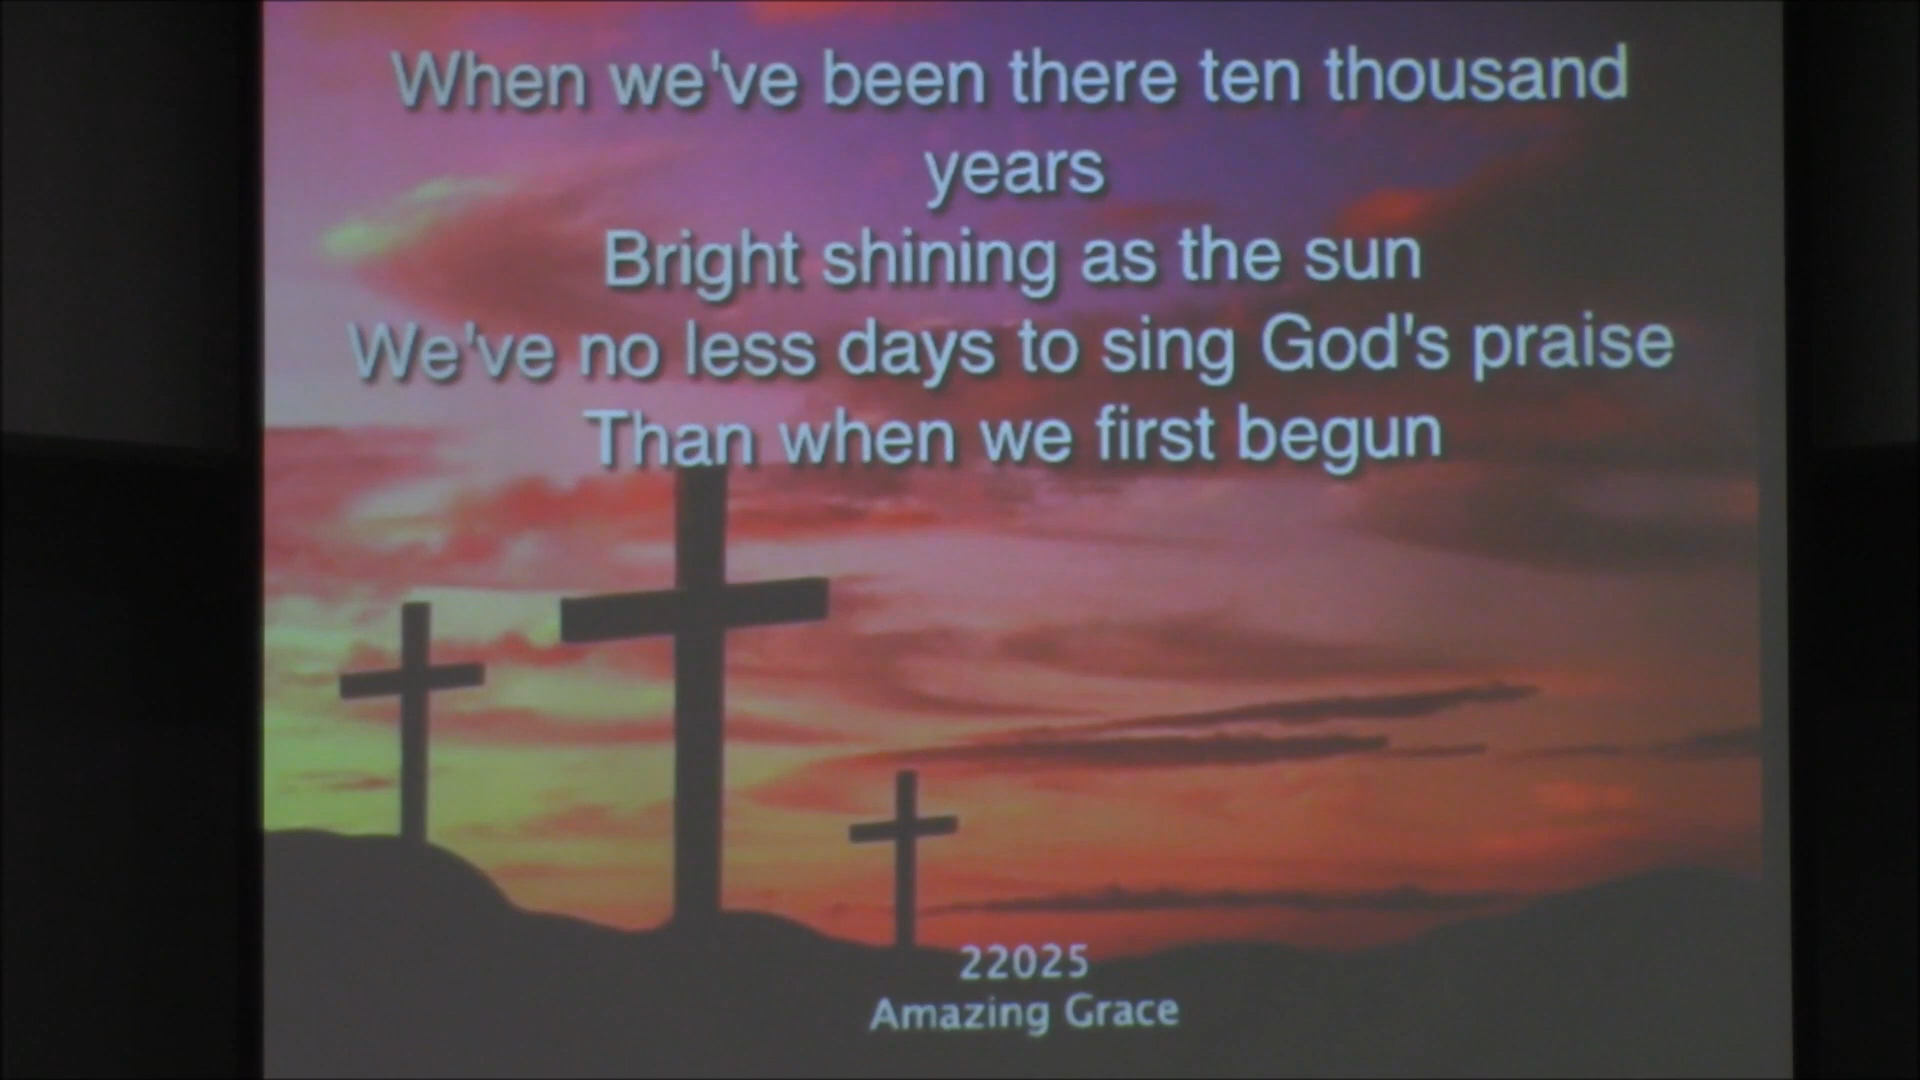 When we've been there ten thousand
years
Bright shining as the sun
We've no less days to sing God's praise
Than when we first begun
22025
Amazing Grace